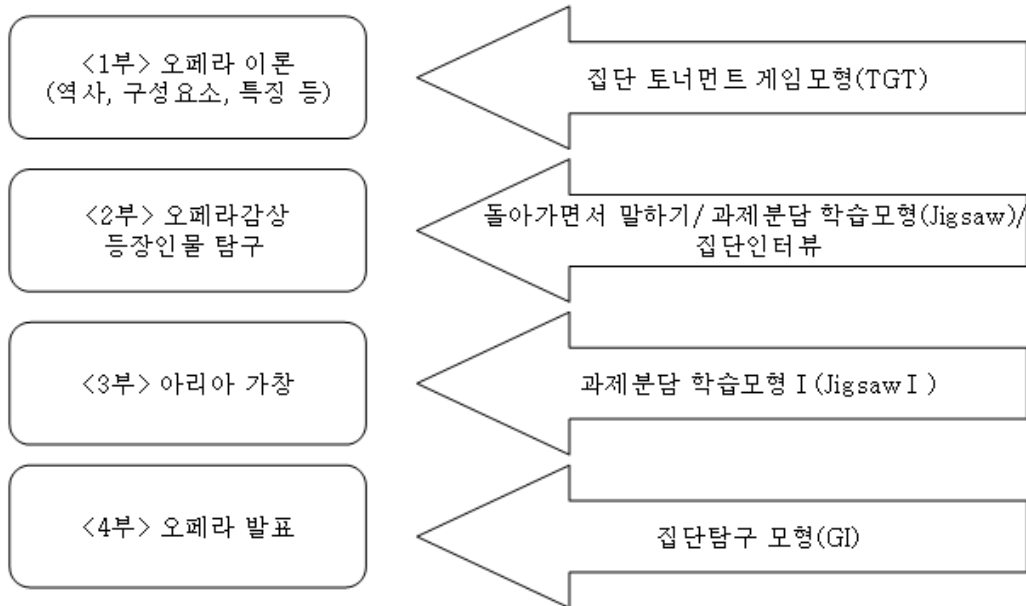 <1부> 오페라 이론
(역사, 구성요소, 특징 등)
집단 토너먼트 게임모형(TGT)
<2부> 오페라감상
등장인물 탐구
돌아가면서 말하기/ 과제분담 학습모형(Jigsaw)/
집단인터뷰
<3부> 아리아 가창
과제분담 학습모형 I (Jigsaw I )
<4부> 오페라 발표
집단탐구 모형(GI)